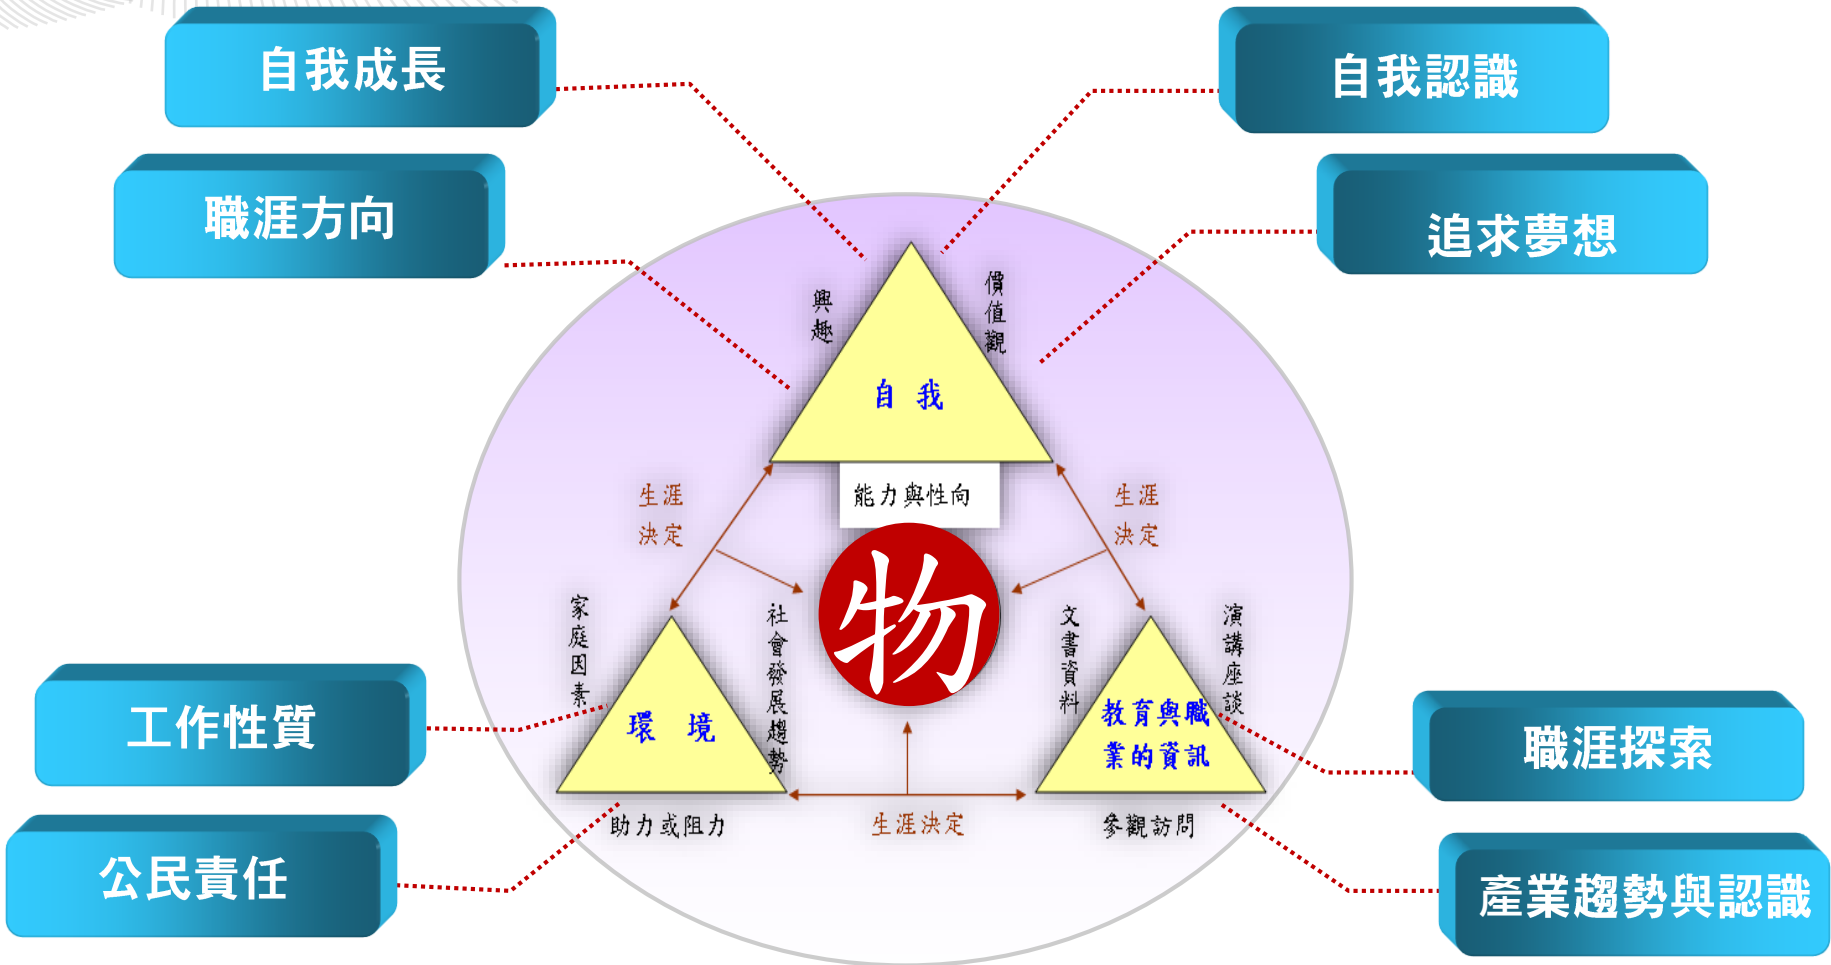 自我成長
自我認識
職涯方向
追求夢想
興趣
價值觀
自 我
能力與性向
生涯
決定
生涯
決定
物
家庭因素
社會發展趨勢
文書資料
演講座談
環 境
教育與職
業的資訊
助力或阻力
生涯決定
參觀訪問
工作性質
職涯探索
公民責任
產業趨勢與認識